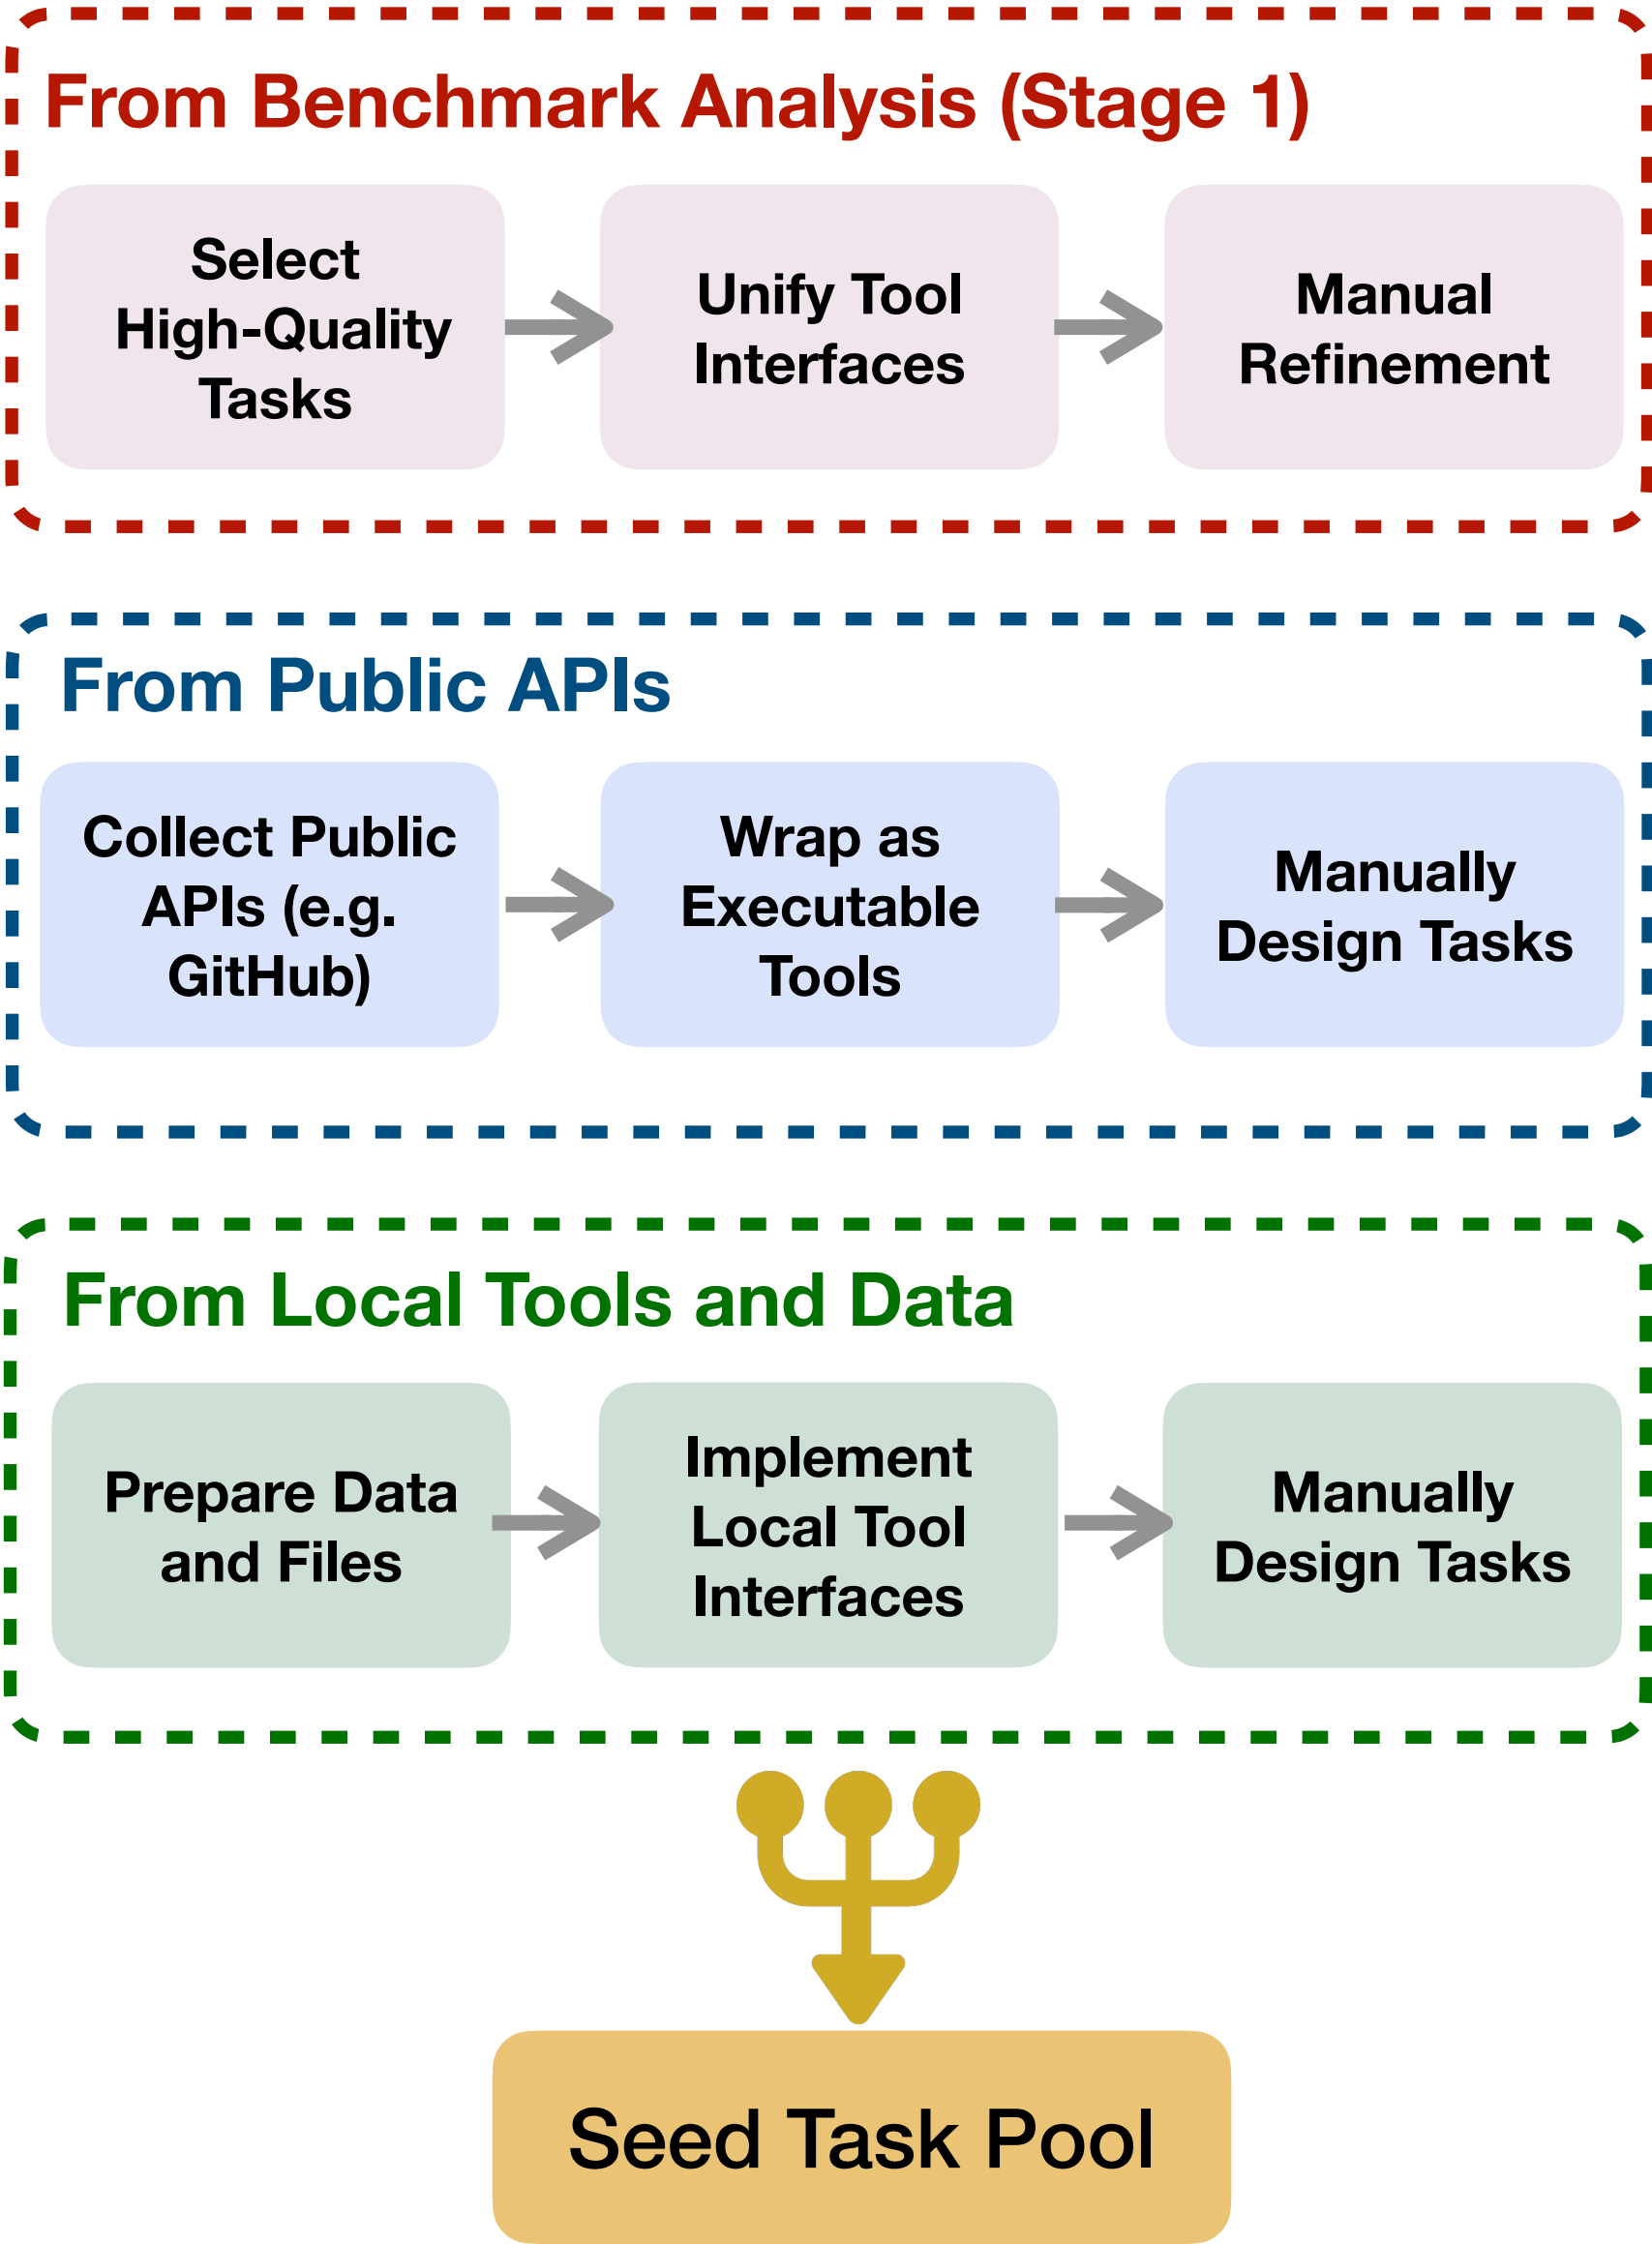 From Benchmark Analysis (Stage 1)
Select
High-Quality
Tasks
Unify Tool
Interfaces
Manual
Refinement
From Public APIs
Collect Public
APIs (e.g.
GitHub)
Wrap as
Executable
Tools
Manually
Design Tasks
From Local Tools and Data
Prepare Data
and Files
Implement
Local Tool
Interfaces
Manually
Design Tasks
Seed Task Pool